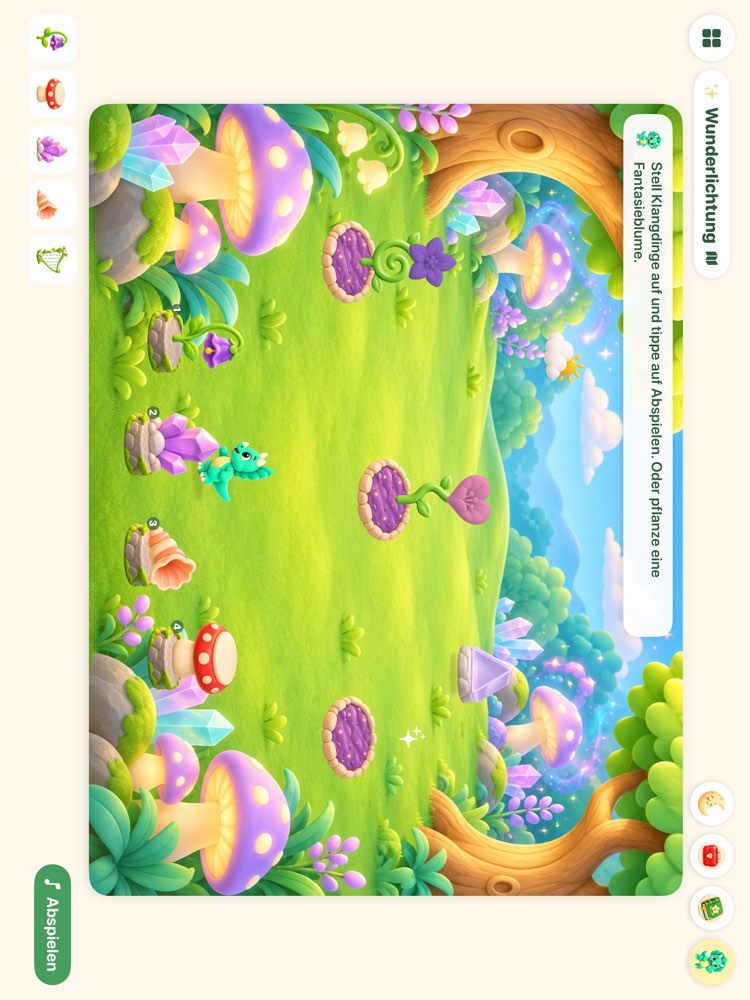 Wunderlichtung
Stell Klangdinge auf und tippe auf Abspielen. Oder pflanze eine
Fantasieblume.
1
2
3
4
Abspielen